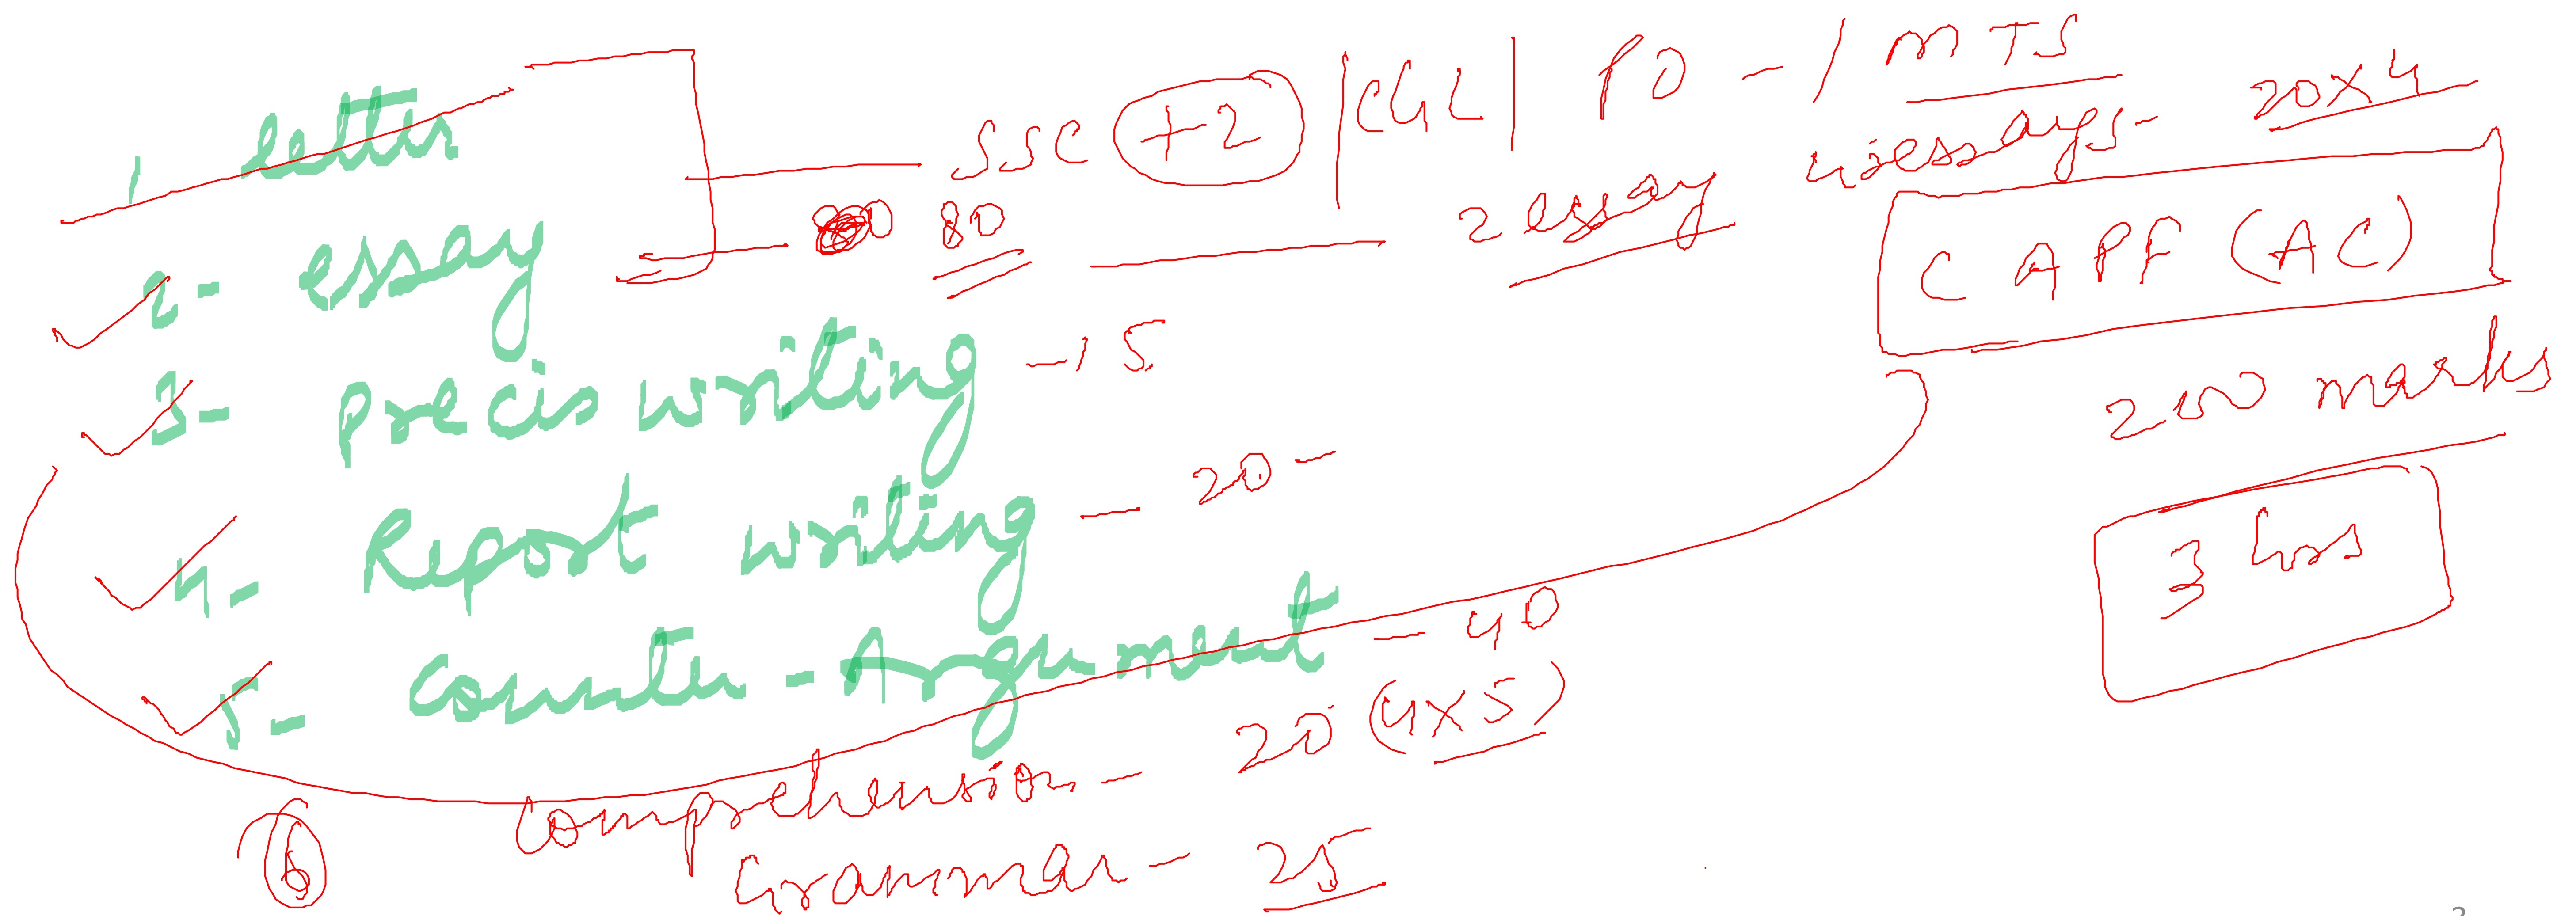 1 letter
SSC +2 | CGL | PO - / MTS
4 essays - 20x4
2- essay
80
2 essay
CAPF (AC)
3- precis writing - 15
200 marks
4- Report writing - 20 -
3 hrs
5- Counter-Argument - 40
6 Comprehension - 20 (4x5)
Grammar - 25